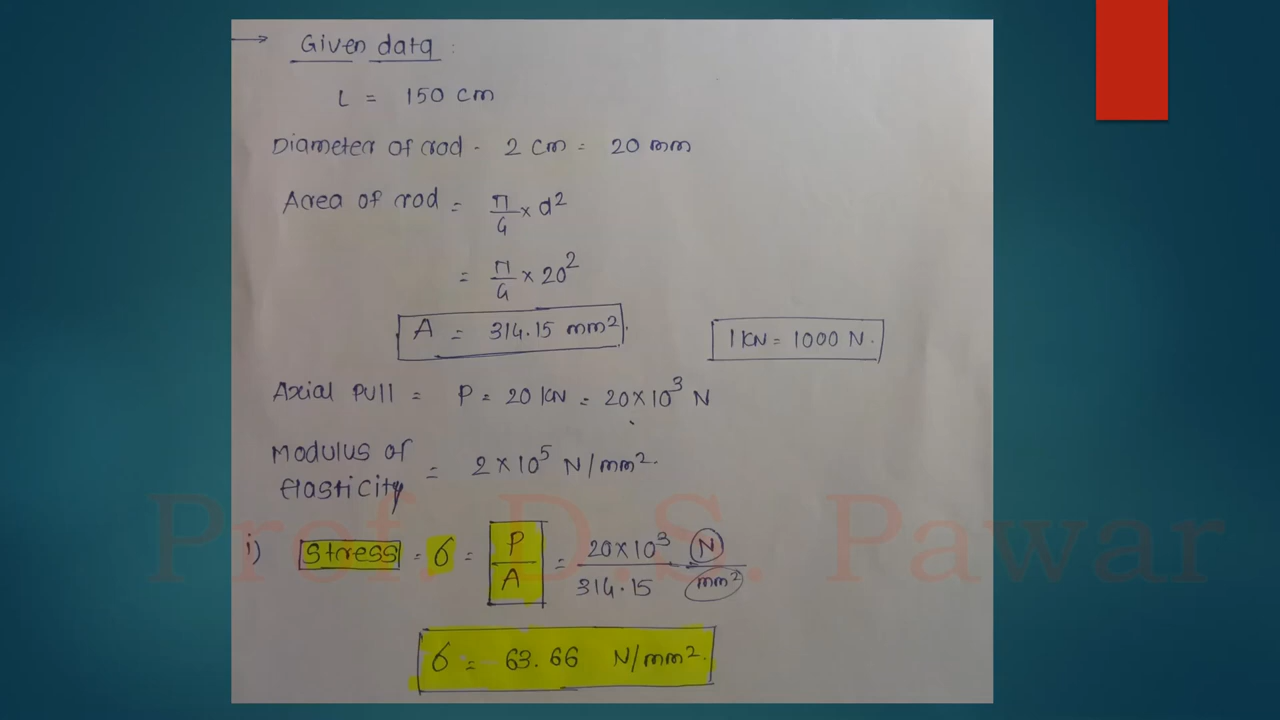 → Given data :
L = 150 cm
Diameter of rod - 2 cm = 20 mm
Area of rod = π/4 × d²
= π/4 × 20²
A = 314.15 mm².
1 KN = 1000 N.
Axial Pull = P = 20 KN = 20×10³ N
Modulus of Elasticity = 2×10⁵ N/mm².
i) Stress = σ = P/A = 20×10³/314.15 N/mm²
σ = 63.66 N/mm².
Prof. D.S. Pawar